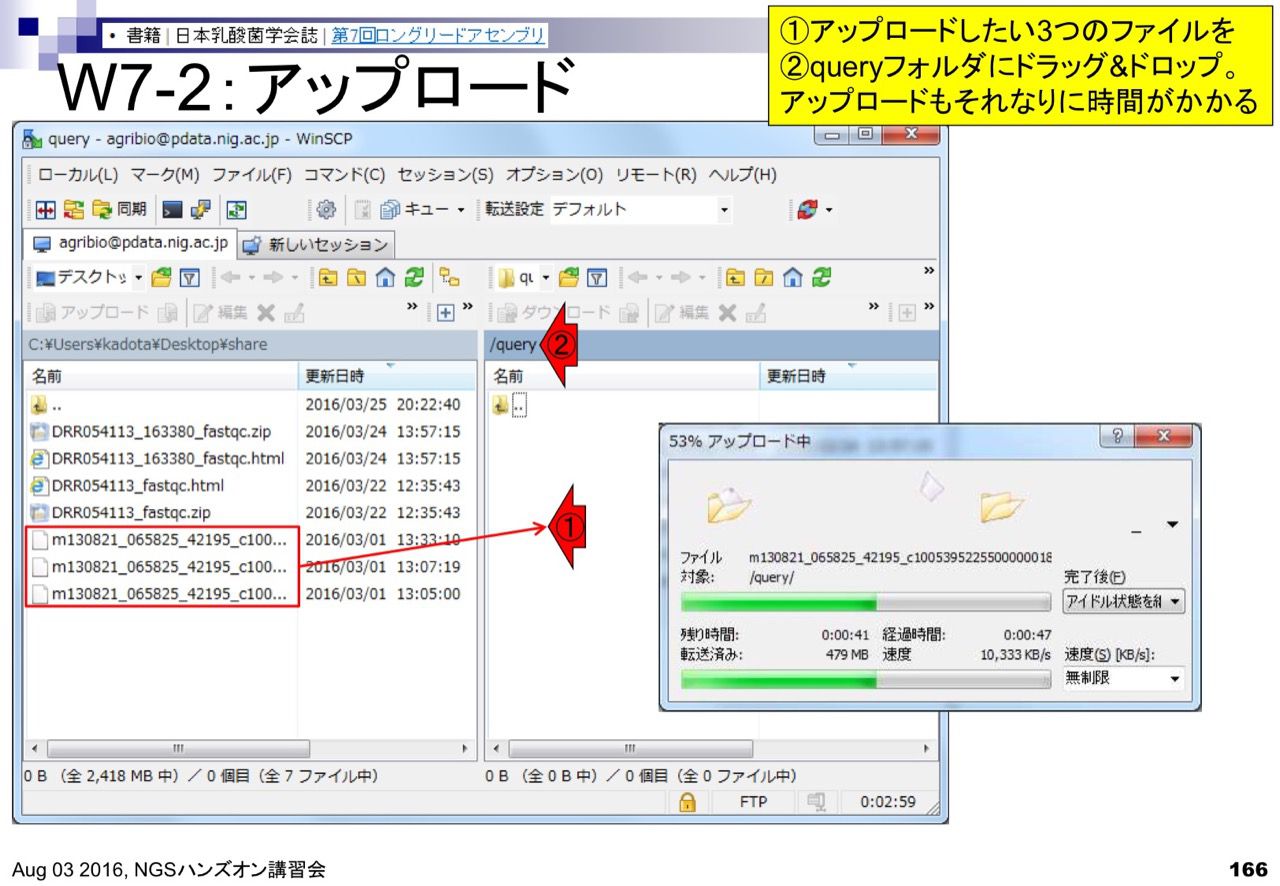 • 書籍 | 日本乳酸菌学会誌 | 第7回ロングリードアセンブリ
W7-2：アップロード
①アップロードしたい3つのファイルを
②queryフォルダにドラッグ&ドロップ。
アップロードもそれなりに時間がかかる
query - agribio@pdata.nig.ac.jp - WinSCP
ローカル(L) マーク(M) ファイル(F) コマンド(C) セッション(S) オプション(O) リモート(R) ヘルプ(H)
同期 キュー 転送設定 デフォルト
agribio@pdata.nig.ac.jp 新しいセッション
デスクトッ qu
アップロード 編集 ダウンロード 編集
C:¥Users¥kadota¥Desktop¥share /query ②
名前 更新日時 名前 更新日時
.. 2016/03/25 20:22:40 ..
DRR054113_163380_fastqc.zip 2016/03/24 13:57:15
DRR054113_163380_fastqc.html 2016/03/24 13:57:15
DRR054113_fastqc.html 2016/03/22 12:35:43
DRR054113_fastqc.zip 2016/03/22 12:35:43
m130821_065825_42195_c100... 2016/03/01 13:33:10 ①
m130821_065825_42195_c100... 2016/03/01 13:07:19
m130821_065825_42195_c100... 2016/03/01 13:05:00
53% アップロード中
ファイル m130821_065825_42195_c1005395225500000018
対象: /query/
完了後(F)
アイドル状態を
残り時間: 0:00:41 経過時間: 0:00:47
転送済み: 479 MB 速度 10,333 KB/s 速度(S) [KB/s]:
無制限
0 B （全 2,418 MB 中）／ 0 個目（全 7 ファイル中） 0 B （全 0 B 中）／ 0 個目（全 0 ファイル中）
FTP 0:02:59
Aug 03 2016, NGSハンズオン講習会
166